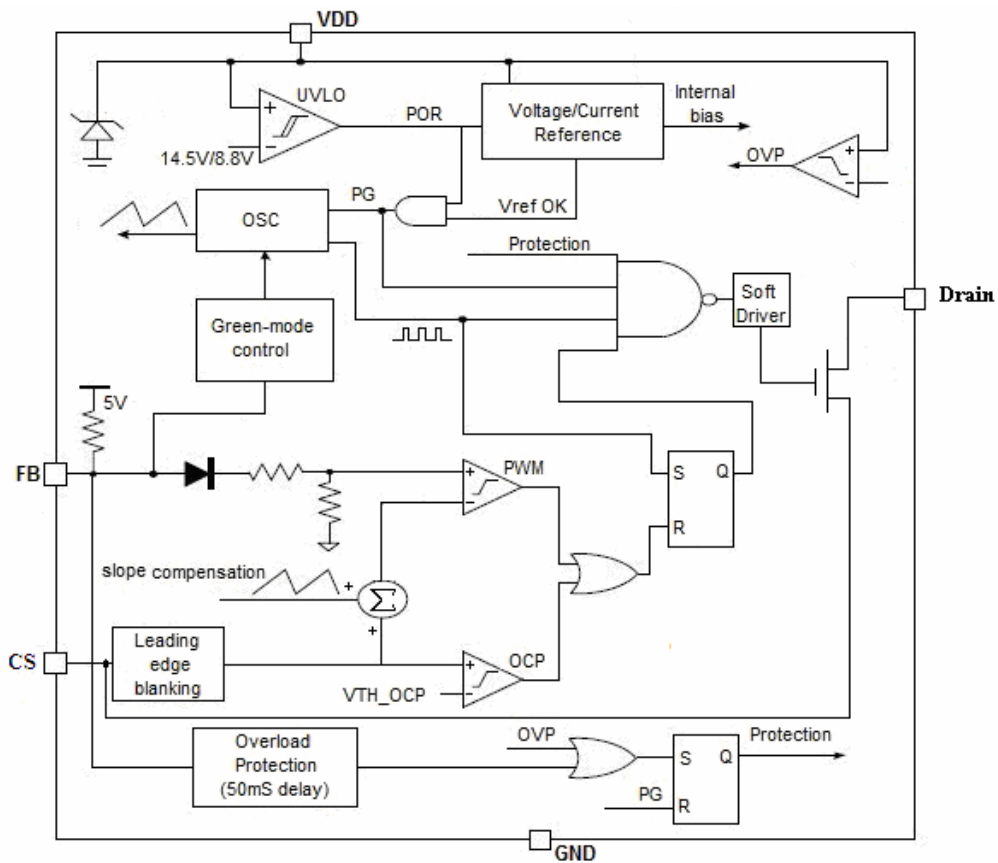 VDD
UVLO
+
−
14.5V/8.8V
POR
Voltage/Current
Reference
Internal
bias
OVP
+
−
PG
OSC
Vref OK
Protection
Soft
Driver
Drain
Green-mode
control
5V
FB
+
−
PWM
S
Q
R
slope compensation
+
Σ
+
CS
Leading
edge
blanking
+
−
OCP
VTH_OCP
Overload
Protection
(50mS delay)
OVP
S
Q
Protection
PG
R
GND